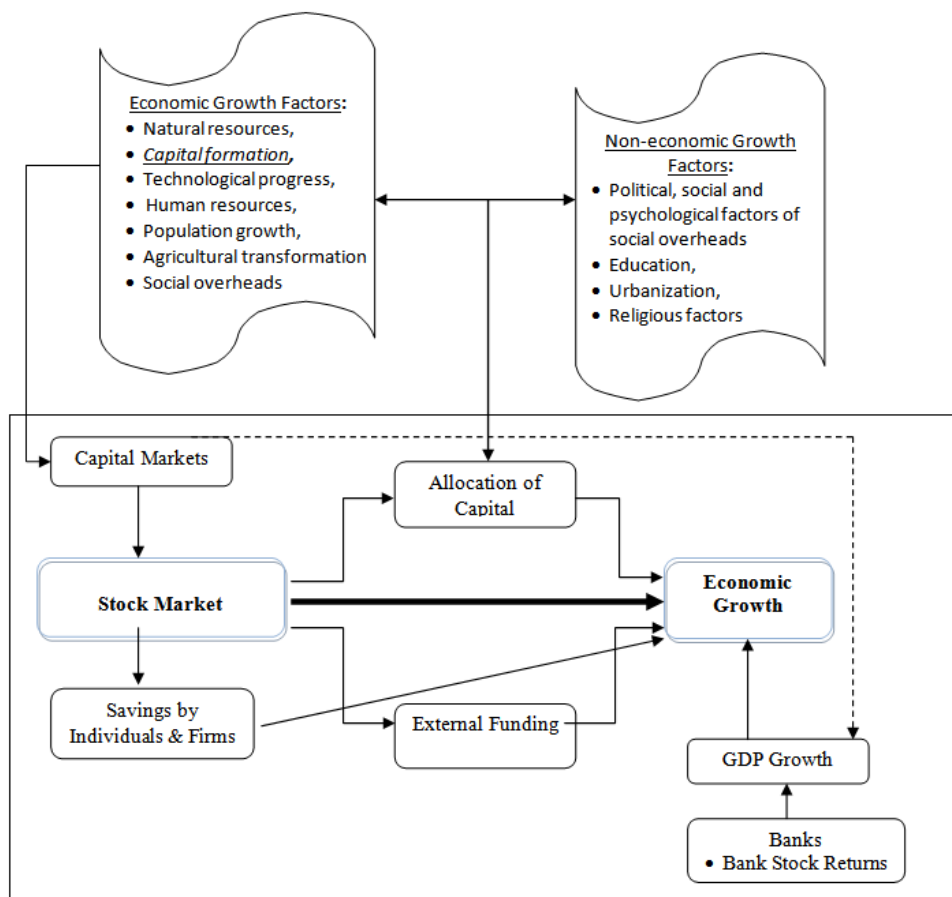 Economic Growth Factors:
• Natural resources,
• Capital formation,
• Technological progress,
• Human resources,
• Population growth,
• Agricultural transformation
• Social overheads
Non-economic Growth
Factors:
• Political, social and
psychological factors of
social overheads
• Education,
• Urbanization,
• Religious factors
Capital Markets
Allocation of
Capital
Stock Market
Economic
Growth
Savings by
Individuals & Firms
External Funding
GDP Growth
Banks
• Bank Stock Returns